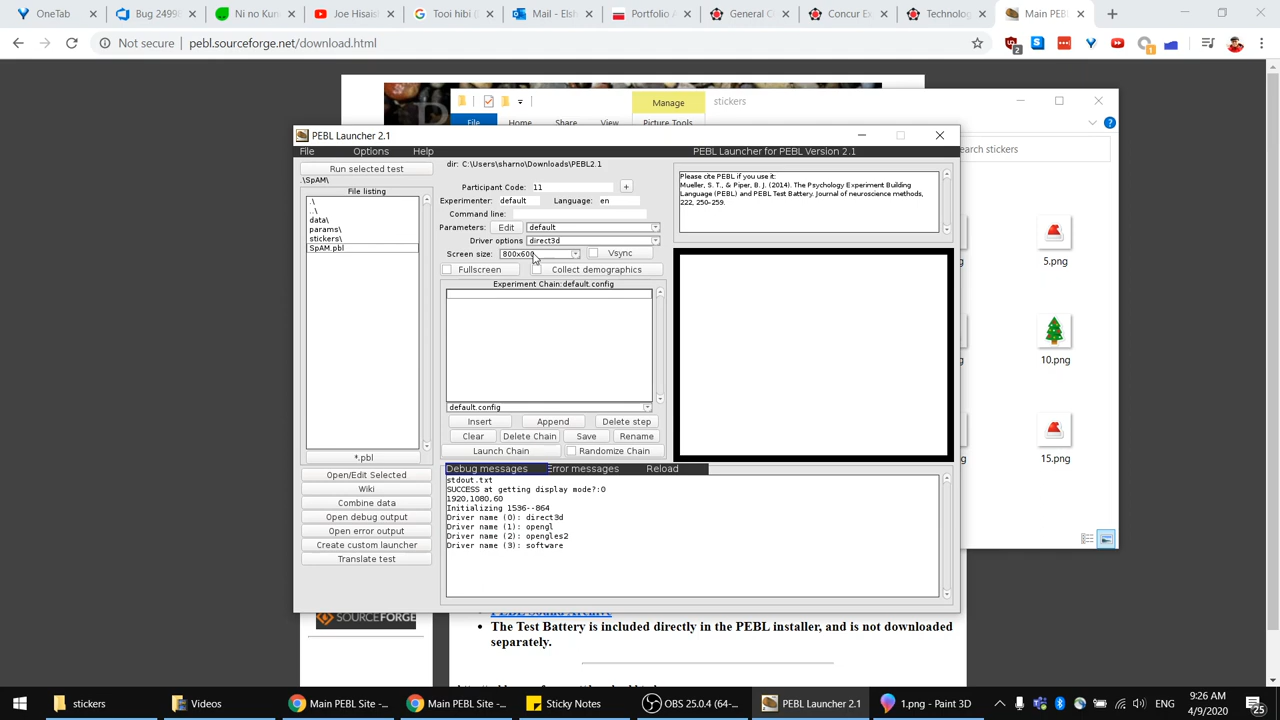 YouTab
Bug 2499
Jot Heisi
Tooi hibi
Mail - Els
Portfolio A
General C
Concur Ex
Technolog
Main PEBL
Not secure
pebl.sourceforge.net/download.html
2
1
Manage
stickers
File
Home
Share
View
Picture Tools
earch stickers
PEBL Launcher 2.1
File
Options
Help
PEBL Launcher for PEBL Version 2.1
Run selected test
.\SpAM\
File listing
.\
..\
data\
params\
stickers\
SpAM.pbl
*.pbl
Open/Edit Selected
Wiki
Combine data
Open debug output
Open error output
Create custom launcher
Translate test
dir: C:\Users\sharno\Downloads\PEBL2.1
Participant Code: 11 +
Experimenter: default Language: en
Command line:
Parameters: Edit default
Driver options direct3d
Screen size: 800x600 Vsync
Fullscreen Collect demographics
Experiment Chain:default.config
default.config
Insert Append Delete step
Clear Delete Chain Save Rename
Launch Chain Randomize Chain
Please cite PEBL if you use it:
Mueller, S. T., & Piper, B. J. (2014). The Psychology Experiment Building
Language (PEBL) and PEBL Test Battery. Journal of neuroscience methods,
222, 250-259.
Debug messages Error messages Reload
stdout.txt
SUCCESS at getting display mode?:0
1920,1080,60
Initializing 1536--864
Driver name (0): direct3d
Driver name (1): opengl
Driver name (2): opengles2
Driver name (3): software
5.png
10.png
15.png
SOURCEFORGE
PEBL Sound Archive
The Test Battery is included directly in the PEBL installer, and is not downloaded
separately.
stickers
Videos
Main PEBL Site -...
Main PEBL Site -...
Sticky Notes
OBS 25.0.4 (64-...
PEBL Launcher 2.1
1.png - Paint 3D
ENG
9:26 AM
4/9/2020
25